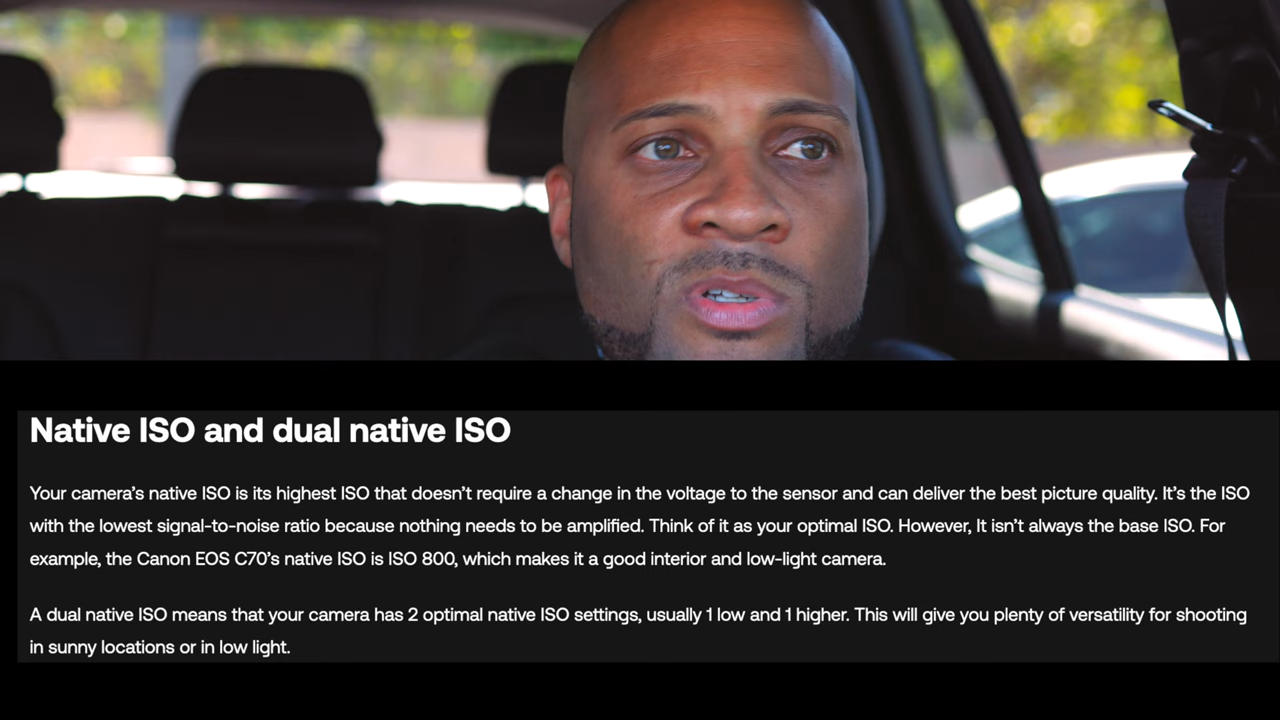 Native ISO and dual native ISO
Your camera’s native ISO is its highest ISO that doesn’t require a change in the voltage to the sensor and can deliver the best picture quality. It’s the ISO
with the lowest signal-to-noise ratio because nothing needs to be amplified. Think of it as your optimal ISO. However, It isn’t always the base ISO. For
example, the Canon EOS C70’s native ISO is ISO 800, which makes it a good interior and low-light camera.
A dual native ISO means that your camera has 2 optimal native ISO settings, usually 1 low and 1 higher. This will give you plenty of versatility for shooting
in sunny locations or in low light.